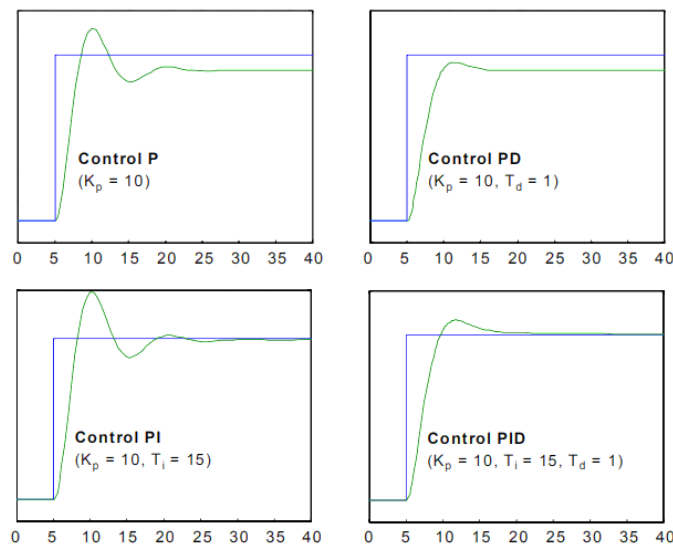 Control P
(Kp = 10)
0 5 10 15 20 25 30 35 40
Control PD
(Kp = 10, Td = 1)
0 5 10 15 20 25 30 35 40
Control PI
(Kp = 10, Ti = 15)
0 5 10 15 20 25 30 35 40
Control PID
(Kp = 10, Ti = 15, Td = 1)
0 5 10 15 20 25 30 35 40